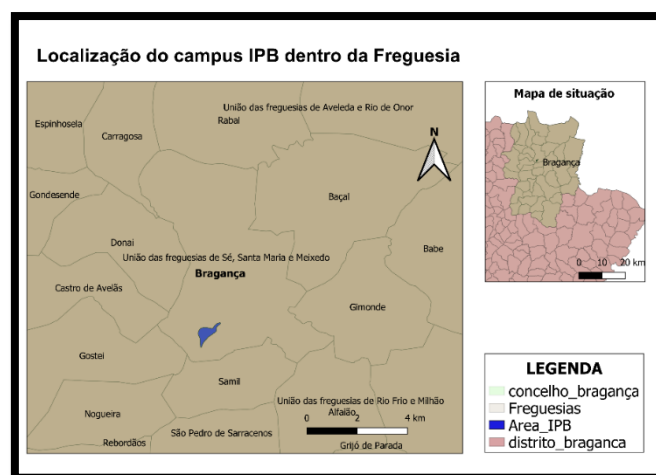 Localização do campus IPB dentro da Freguesia
União das freguesias de Aveleda e Rio de Onor
Espinhosela
Rabal
Carragosa
N
Gondesende
Baçal
Donai
Babe
União das freguesias de Sé, Santa Maria e Meixedo
Bragança
Castro de Avelãs
Gimonde
Gostei
Samil
União das freguesias de Rio Frio e Milhão
Nogueira
Alfaião
0 2 4 km
Rebordãos
São Pedro de Sarracenos
Grijó de Parada
Mapa de situação
Bragança
0 10 20 km
LEGENDA
concelho_bragança
Freguesias
Area_IPB
distrito_braganca